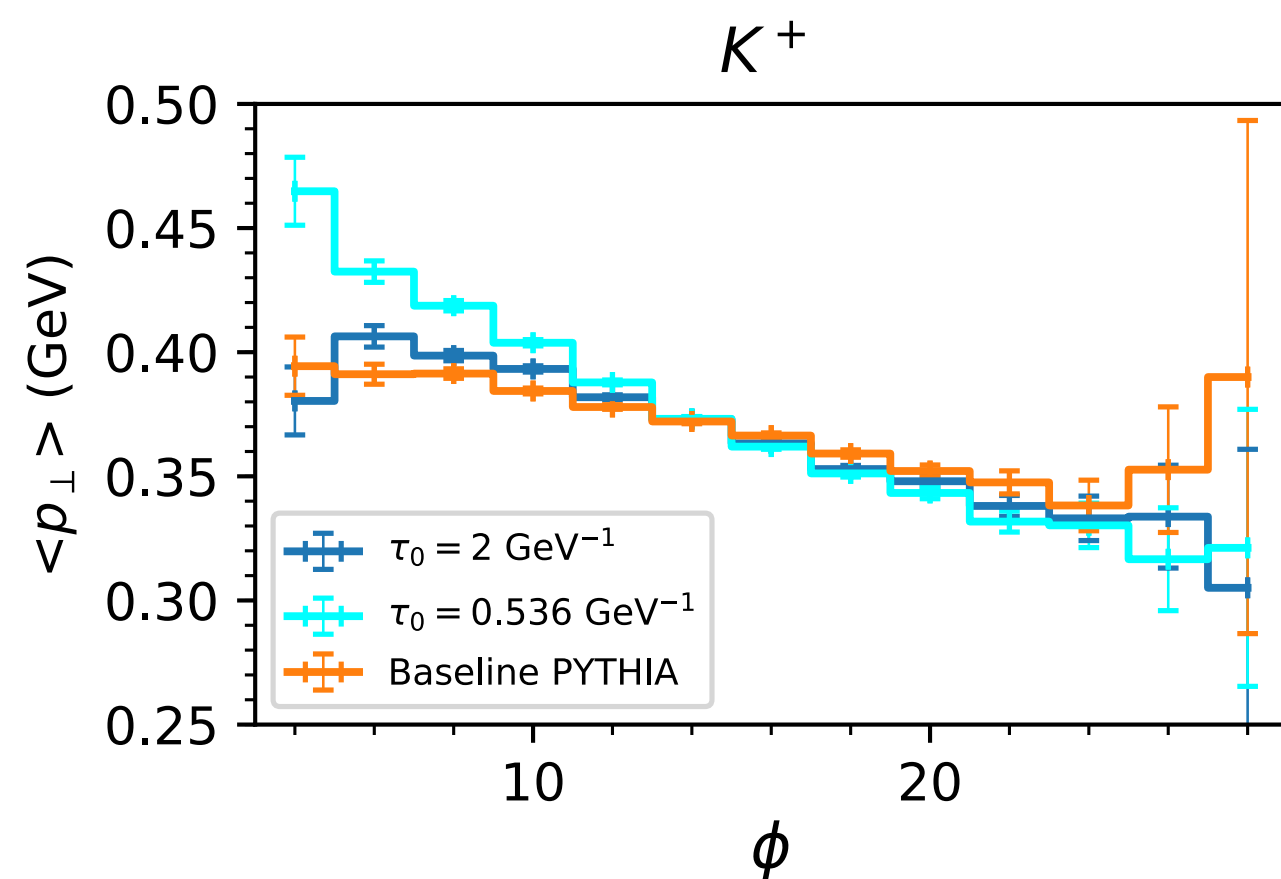 K⁺
0.50
0.45
0.40
0.35
0.30
0.25
<p⊥> (GeV)
τ₀ = 2 GeV⁻¹
τ₀ = 0.536 GeV⁻¹
Baseline PYTHIA
10
20
ϕ